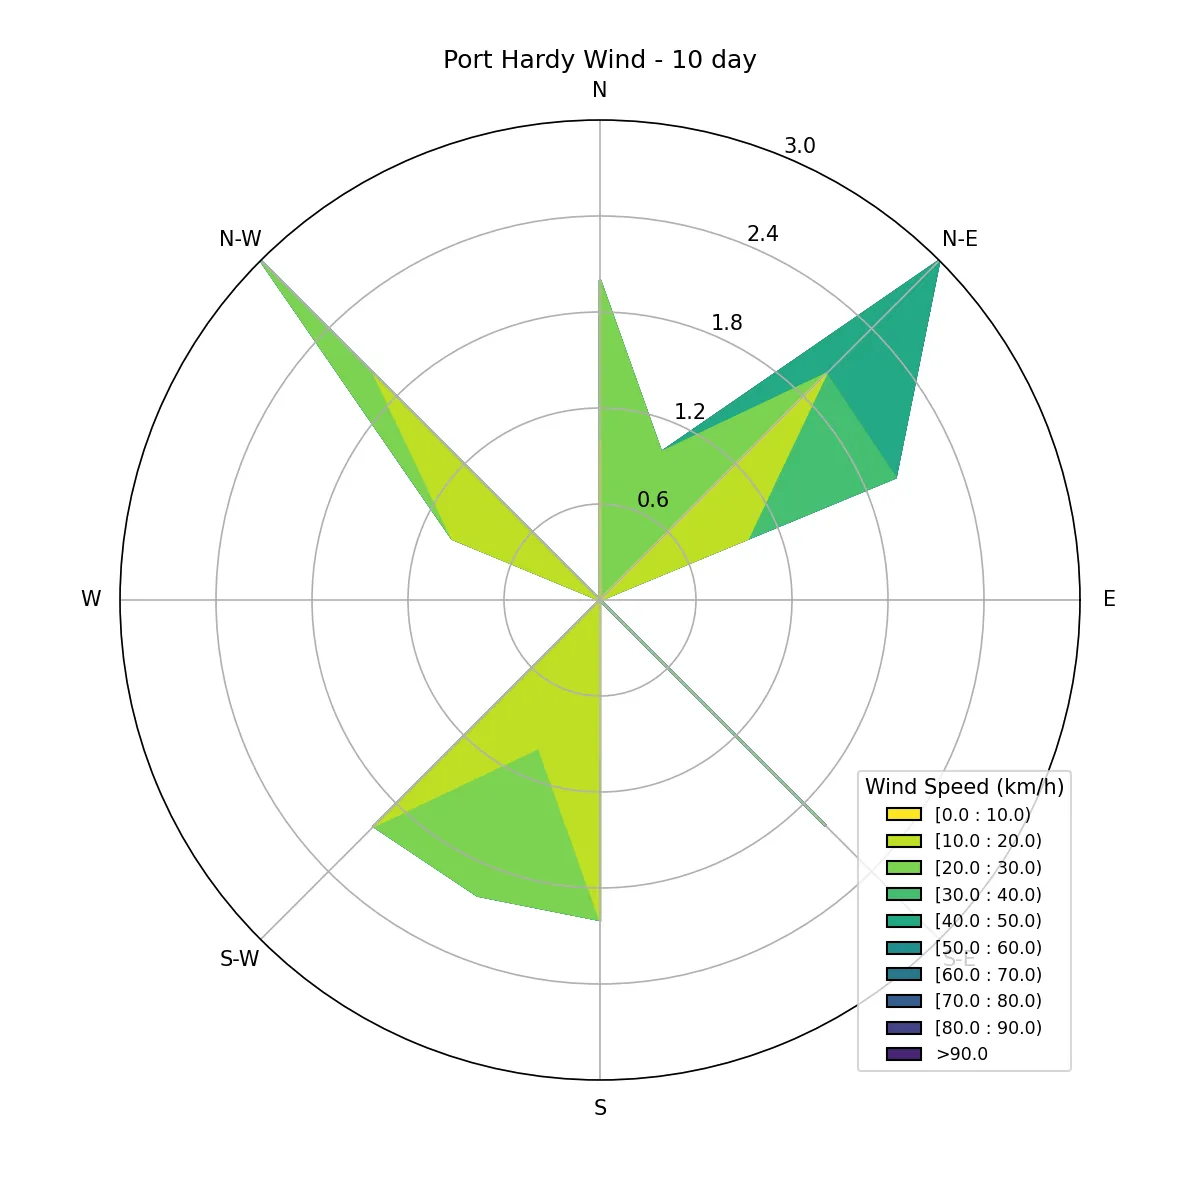 Port Hardy Wind - 10 day
N
3.0
N-W
2.4
N-E
1.8
1.2
0.6
W
E
Wind Speed (km/h)
[0.0 : 10.0)
[10.0 : 20.0)
[20.0 : 30.0)
[30.0 : 40.0)
[40.0 : 50.0)
[50.0 : 60.0)
S-W
S-E
[60.0 : 70.0)
[70.0 : 80.0)
[80.0 : 90.0)
>90.0
S